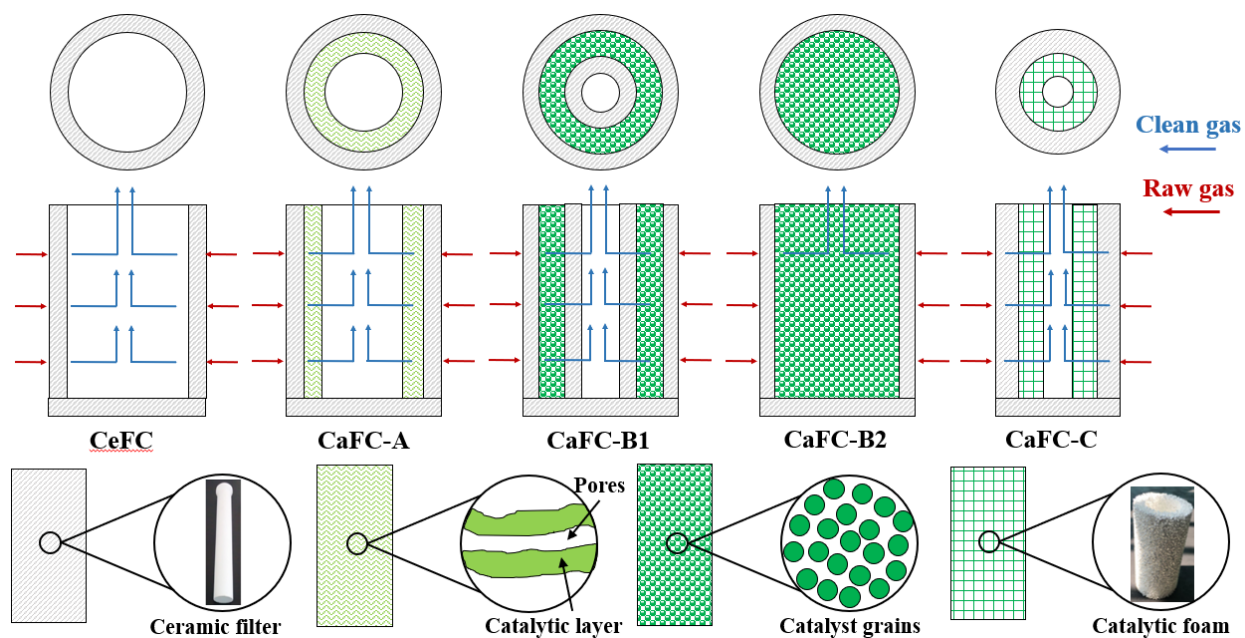 Clean gas
Raw gas
CeFC
CaFC-A
CaFC-B1
CaFC-B2
CaFC-C
Pores
Ceramic filter
Catalytic layer
Catalyst grains
Catalytic foam